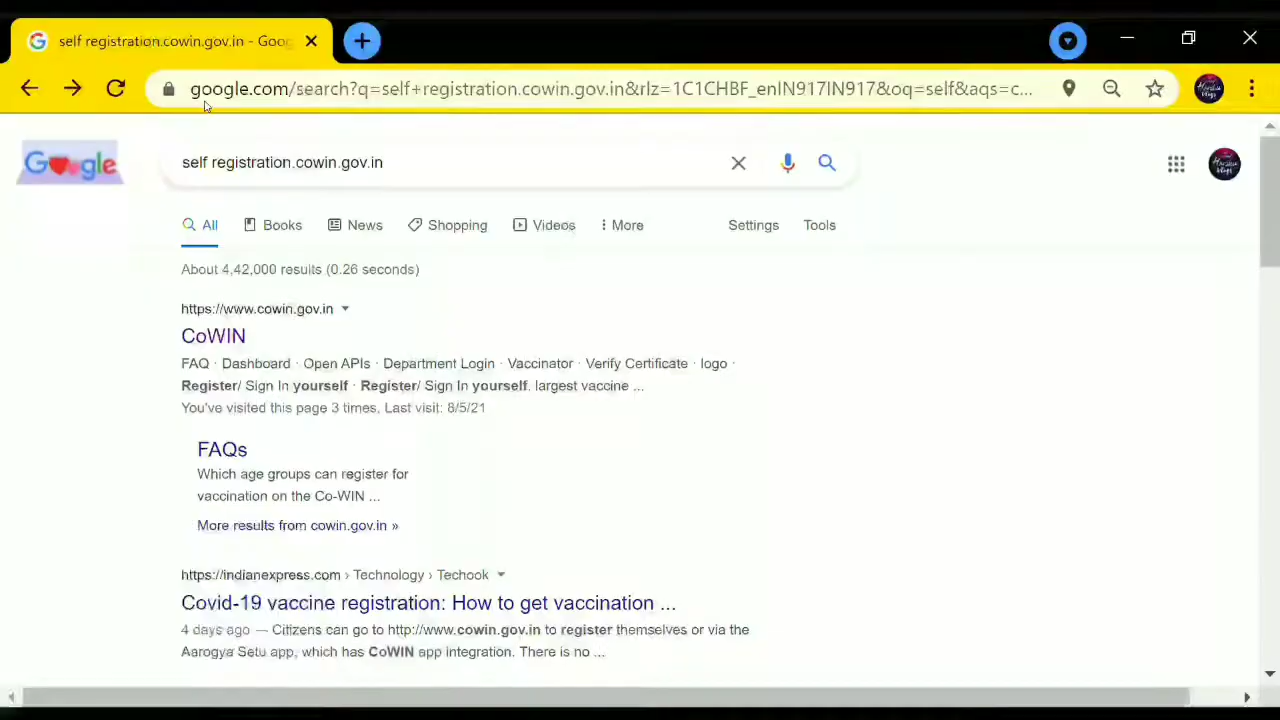 self registration.cowin.gov.in - Goog
google.com/search?q=self+registration.cowin.gov.in&rlz=1C1CHBF_enIN917IN917&oq=self&aqs=c...
Google
self registration.cowin.gov.in
All Books News Shopping Videos More Settings Tools
About 4,42,000 results (0.26 seconds)
https://www.cowin.gov.in
CoWIN
FAQ · Dashboard · Open APIs · Department Login · Vaccinator · Verify Certificate · logo ·
Register/ Sign In yourself · Register/ Sign In yourself. largest vaccine ...
You've visited this page 3 times. Last visit: 8/5/21
FAQs
Which age groups can register for
vaccination on the Co-WIN ...
More results from cowin.gov.in »
https://indianexpress.com › Technology › Techook
Covid-19 vaccine registration: How to get vaccination ...
4 days ago — Citizens can go to http://www.cowin.gov.in to register themselves or via the
Aarogya Setu app, which has CoWIN app integration. There is no ...